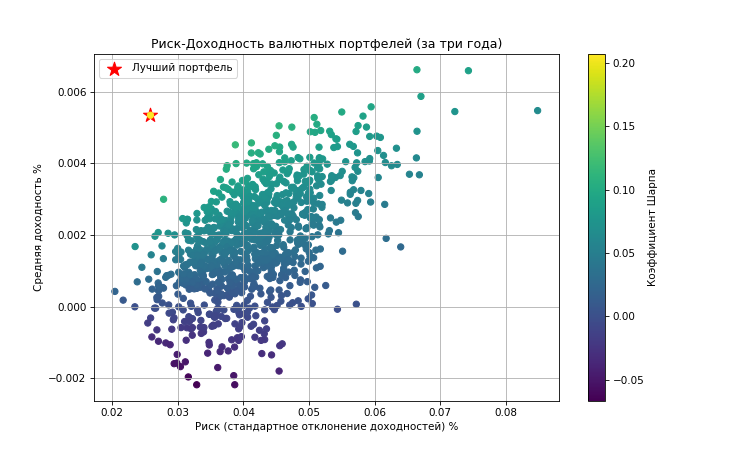 Риск-Доходность валютных портфелей (за три года)
Лучший портфель
Средняя доходность %
0.006
0.004
0.002
0.000
−0.002
0.02 0.03 0.04 0.05 0.06 0.07 0.08
Риск (стандартное отклонение доходностей) %
0.20
0.15
0.10
0.05
0.00
−0.05
Коэффициент Шарпа